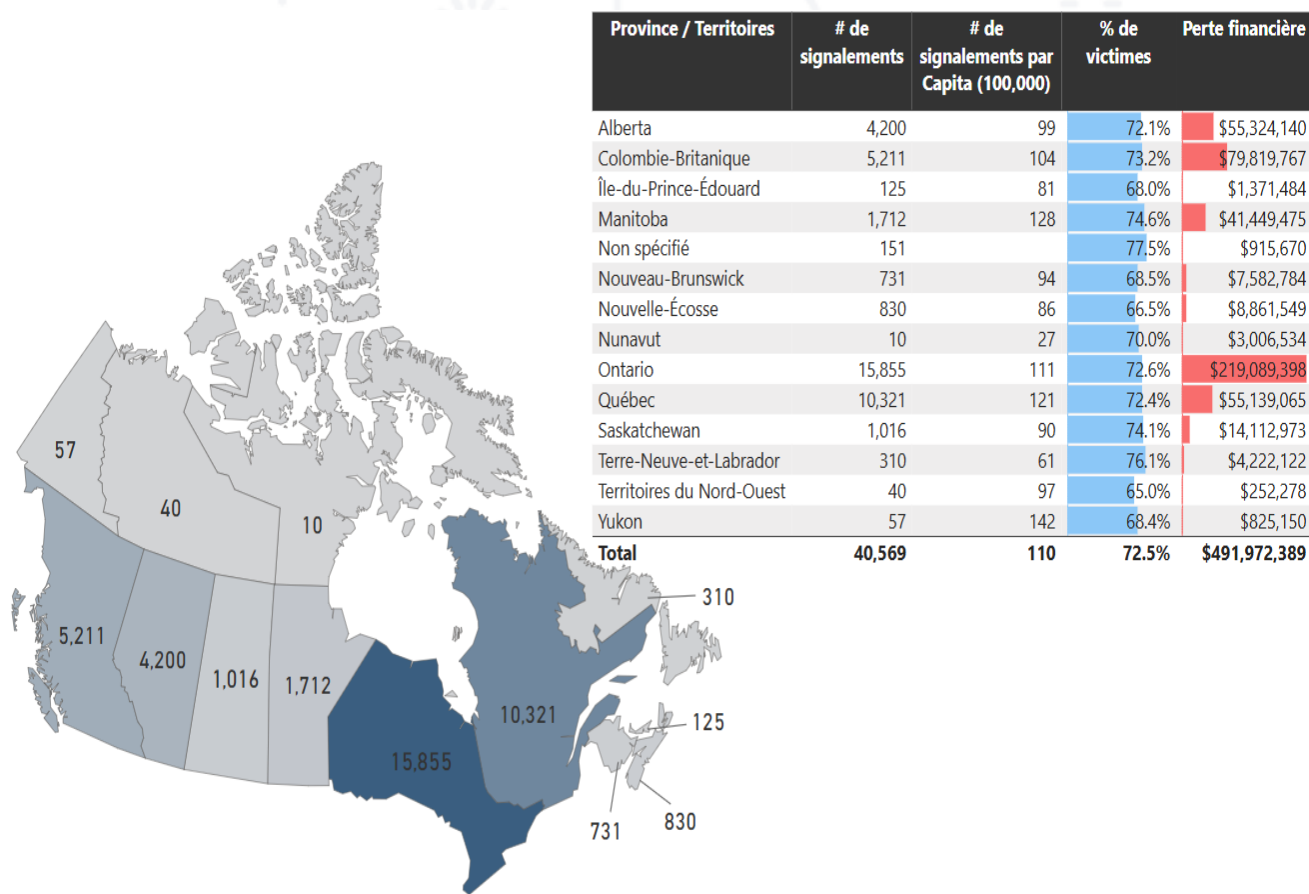 Province / Territoires # de signalements # de signalements par Capita (100,000) % de victimes Perte financière
Alberta 4,200 99 72.1% $55,324,140
Colombie-Britanique 5,211 104 73.2% $79,819,767
Île-du-Prince-Édouard 125 81 68.0% $1,371,484
Manitoba 1,712 128 74.6% $41,449,475
Non spécifié 151 77.5% $915,670
Nouveau-Brunswick 731 94 68.5% $7,582,784
Nouvelle-Écosse 830 86 66.5% $8,861,549
Nunavut 10 27 70.0% $3,006,534
Ontario 15,855 111 72.6% $219,089,398
Québec 10,321 121 72.4% $55,139,065
Saskatchewan 1,016 90 74.1% $14,112,973
Terre-Neuve-et-Labrador 310 61 76.1% $4,222,122
Territoires du Nord-Ouest 40 97 65.0% $252,278
Yukon 57 142 68.4% $825,150
Total 40,569 110 72.5% $491,972,389
57
40
10
310
5,211
4,200
1,016
1,712
10,321
125
15,855
731
830